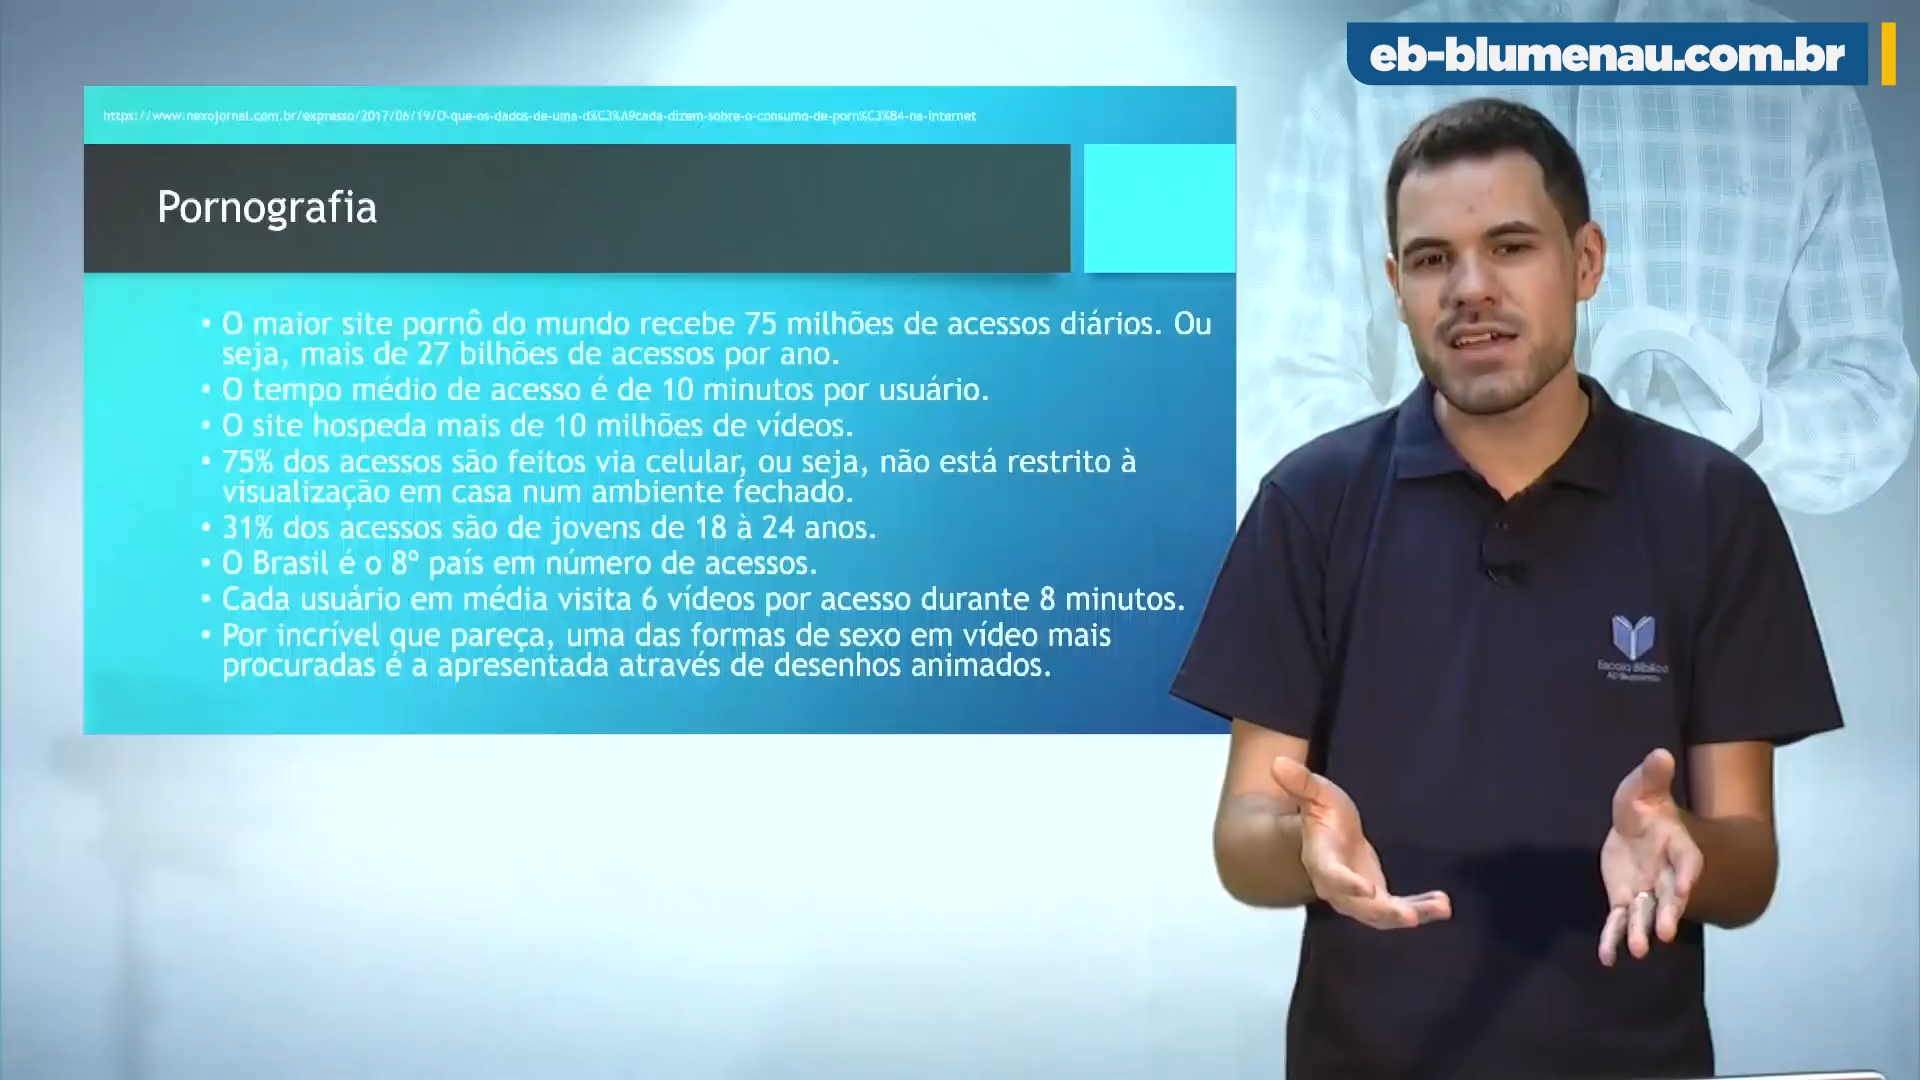 eb-blumenau.com.br
https://www.nexojornal.com.br/expresso/2017/06/19/O-que-os-dados-de-uma-d%C3%A9cada-dizem-sobre-o-consumo-de-porn%C3%B4-na-internet
Pornografia
• O maior site pornô do mundo recebe 75 milhões de acessos diários. Ou
seja, mais de 27 bilhões de acessos por ano.
• O tempo médio de acesso é de 10 minutos por usuário.
• O site hospeda mais de 10 milhões de vídeos.
• 75% dos acessos são feitos via celular, ou seja, não está restrito à
visualização em casa num ambiente fechado.
• 31% dos acessos são de jovens de 18 à 24 anos.
• O Brasil é o 8º país em número de acessos.
• Cada usuário em média visita 6 vídeos por acesso durante 8 minutos.
• Por incrível que pareça, uma das formas de sexo em vídeo mais
procuradas é a apresentada através de desenhos animados.
Escola Bíblica
AD Blumenau